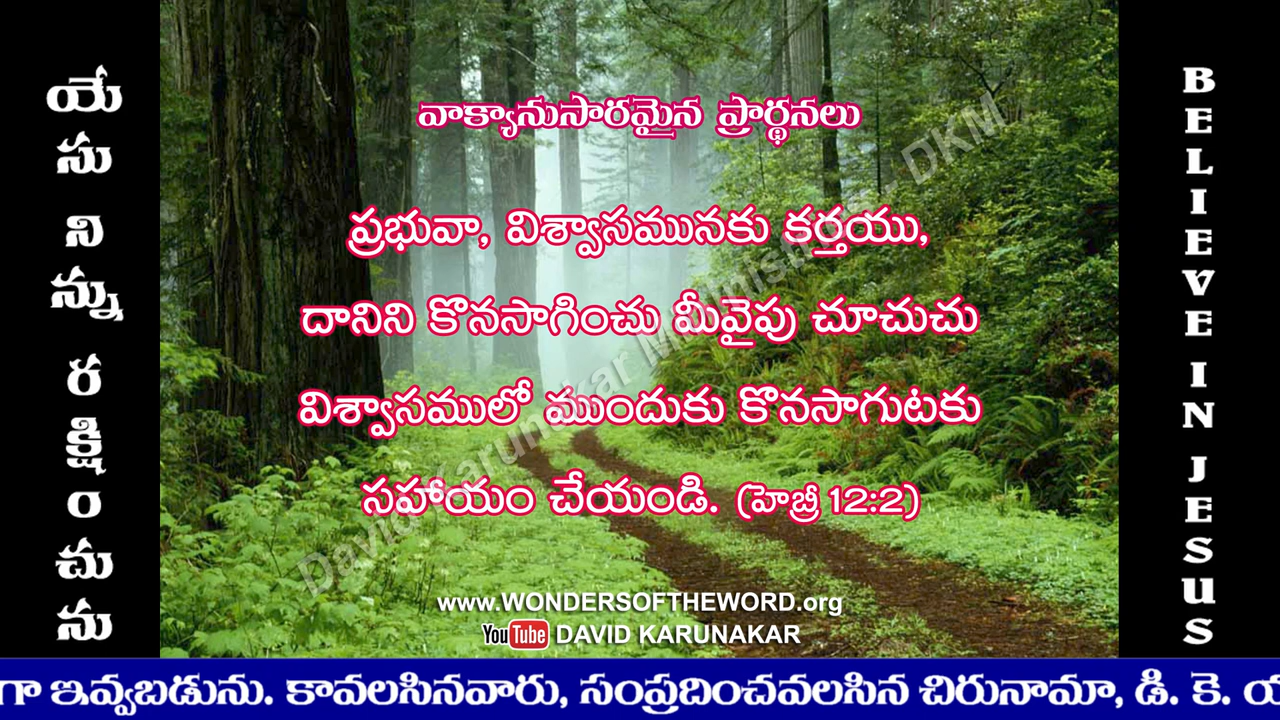 యేసు నిన్ను రక్షించును
వాక్యానుసారమైన ప్రార్థనలు
ప్రభువా, విశ్వాసమునకు కర్తయు,
దానిని కొనసాగించు మీవైపు చూచుచు
విశ్వాసములో ముందుకు కొనసాగుటకు
సహాయం చేయండి. (హెబ్రీ 12:2)
www.WONDERSOFTHEWORD.org
YouTube DAVID KARUNAKAR
BELIEVE IN JESUS
గా ఇవ్వబడును. కావలసినవారు, సంప్రదించవలసిన చిరునామా, డి. కె. య